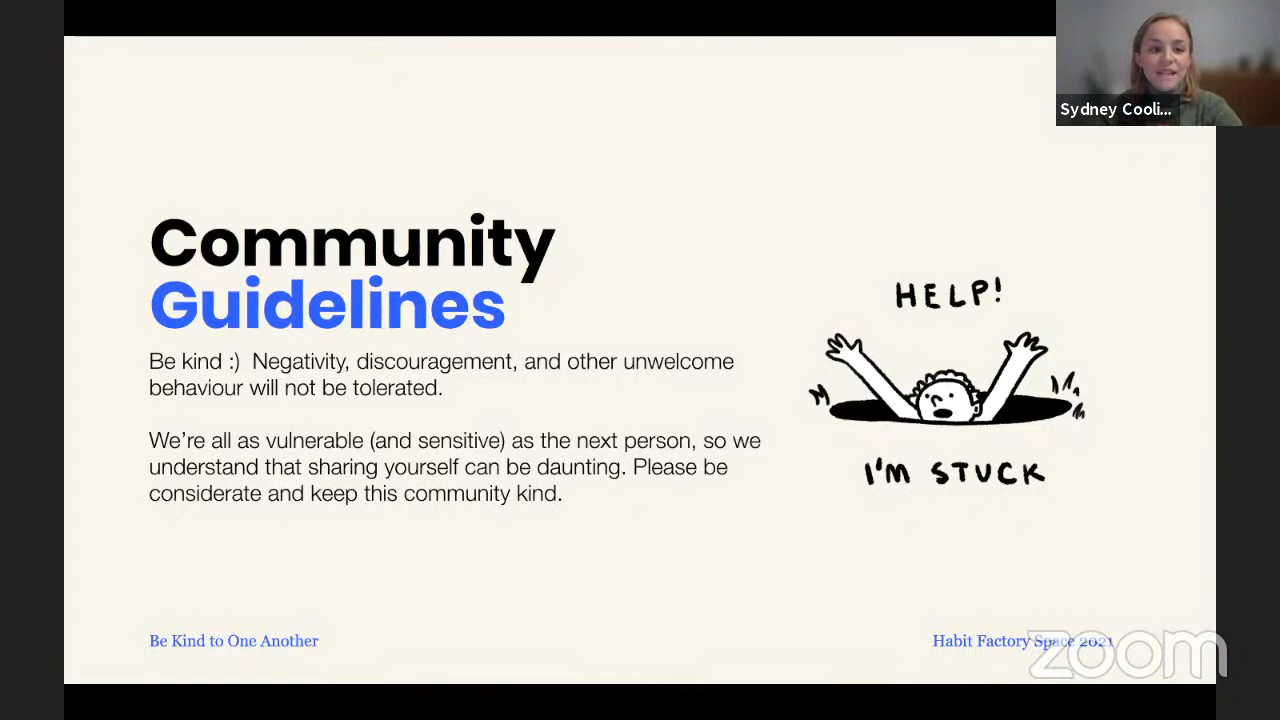 Sydney Cooli...
Community
Guidelines
Be kind :)  Negativity, discouragement, and other unwelcome
behaviour will not be tolerated.
We're all as vulnerable (and sensitive) as the next person, so we
understand that sharing yourself can be daunting. Please be
considerate and keep this community kind.
HELP!
I'M STUCK
Be Kind to One Another
Habit Factory Space 2021
zoom